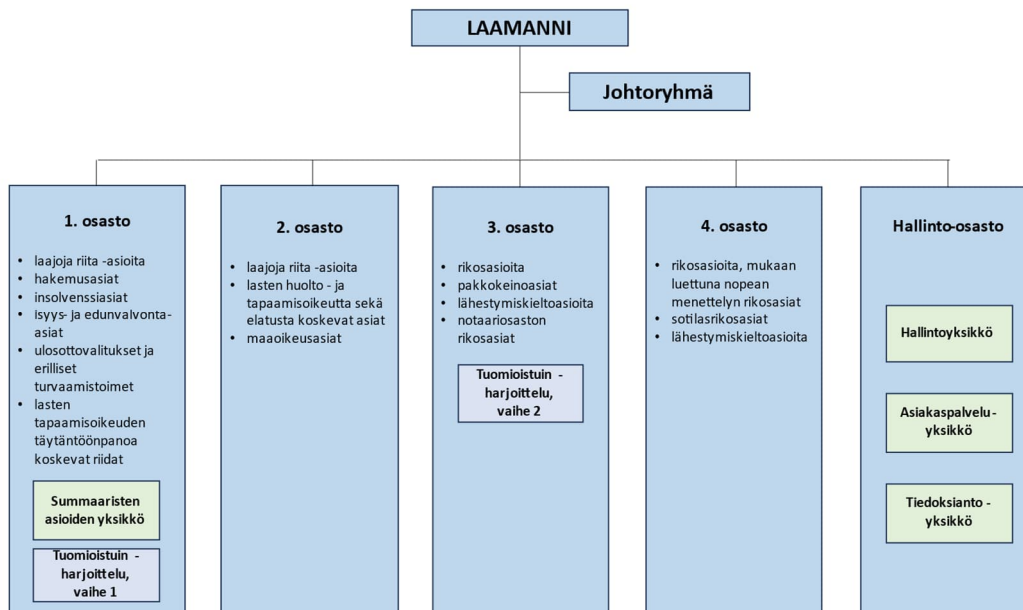 LAAMANNI
Johtoryhmä
1. osasto
• laajoja riita -asioita
• hakemusasiat
• insolvenssiasiat
• isyys- ja edunvalvonta-
asiat
• ulosottovalitukset ja
erilliset
turvaamistoimet
• lasten
tapaamisoikeuden
täytäntöönpanoa
koskevat riidat
Summaaristen
asioiden yksikkö
Tuomioistuin -
harjoittelu,
vaihe 1
2. osasto
• laajoja riita -asioita
• lasten huolto - ja
tapaamisoikeutta sekä
elatusta koskevat asiat
• maaoikeusasiat
3. osasto
• rikosasioita
• pakkokeinoasiat
• lähestymiskieltoasioita
• notaariosaston
rikosasiat
Tuomioistuin -
harjoittelu,
vaihe 2
4. osasto
• rikosasioita, mukaan
luettuna nopean
menettelyn rikosasiat
• sotilasrikosasiat
• lähestymiskieltoasioita
Hallinto-osasto
Hallintoyksikkö
Asiakaspalvelu-
yksikkö
Tiedoksianto -
yksikkö